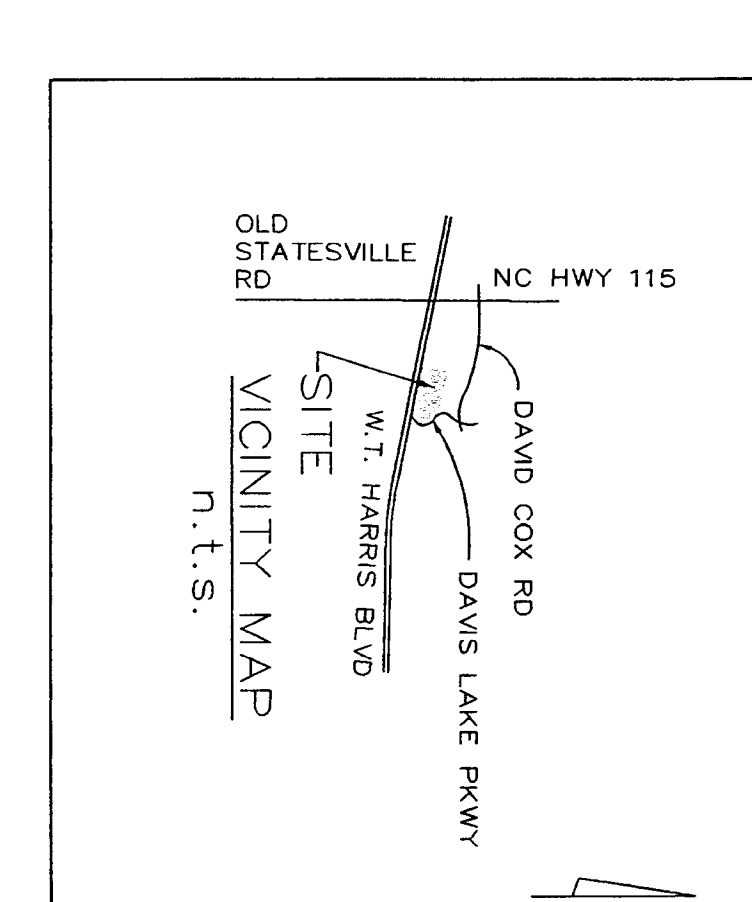 OLD
STATESVILLE
RD
NC HWY 115
DAVID COX RD
DAVIS LAKE PKWY
W.T. HARRIS BLVD
SITE
VICINITY MAP
n.t.s.